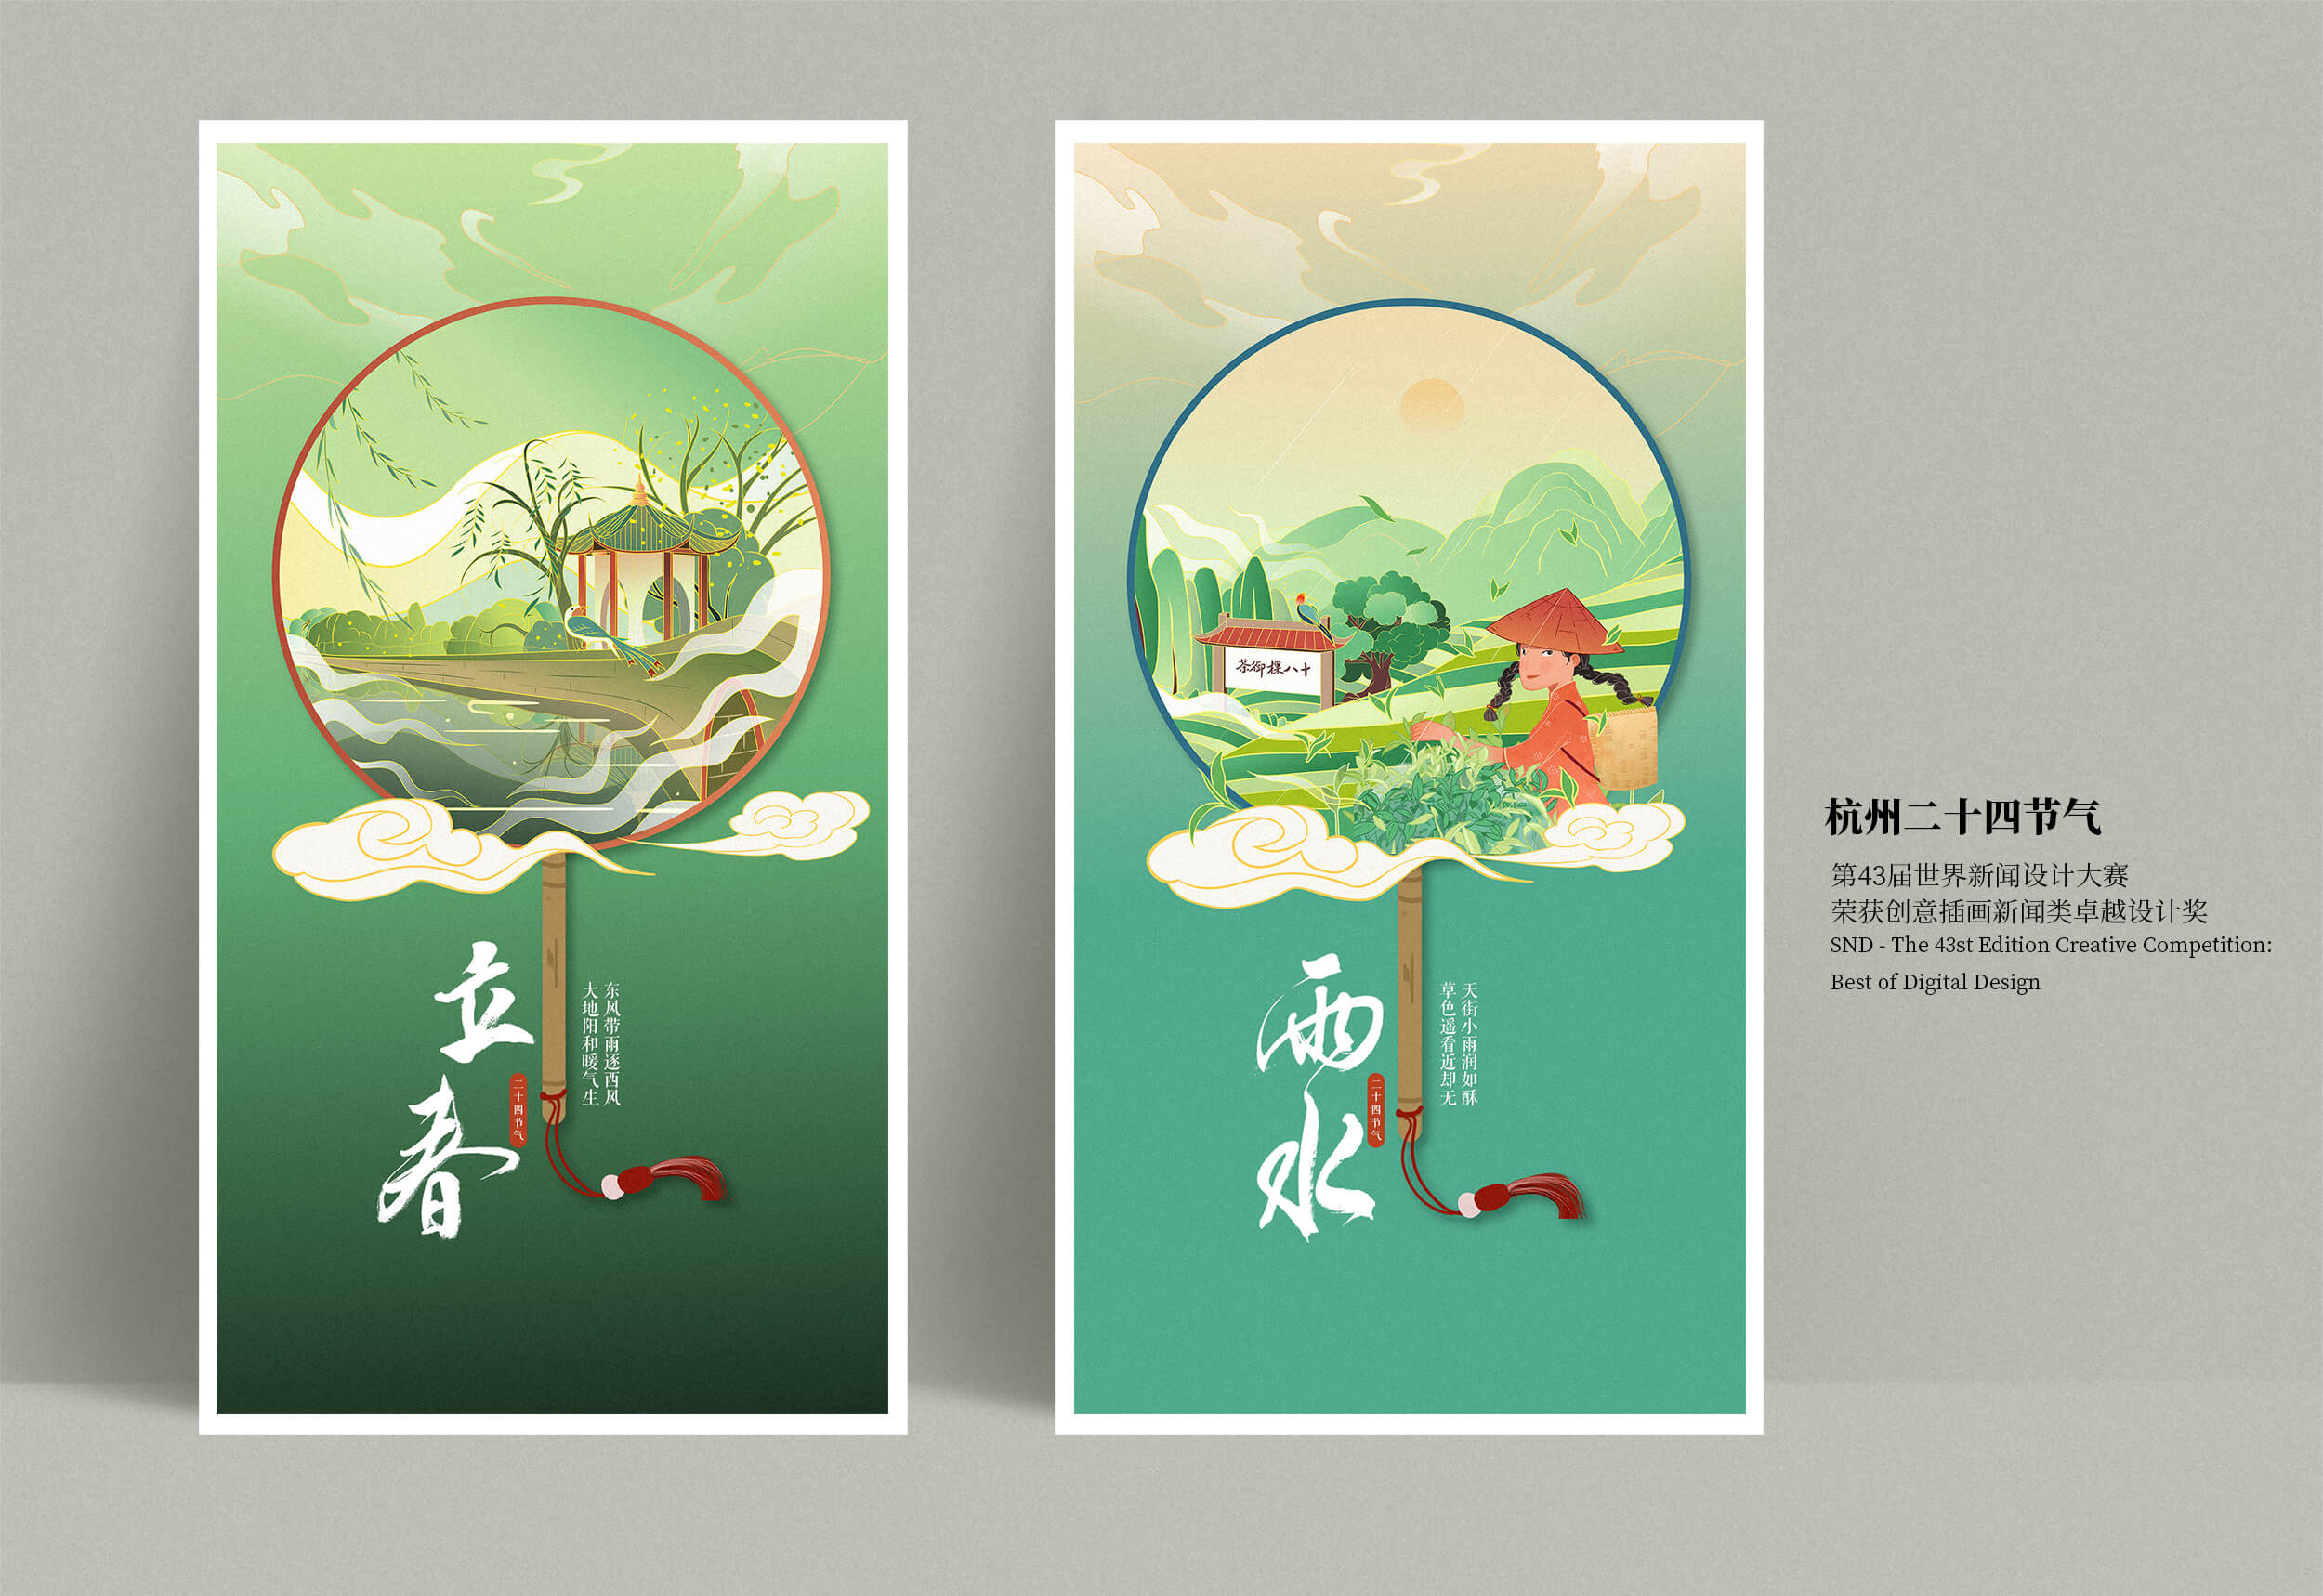 立春
二十四节气
东风带雨逐西风
大地阳和暖气生
茶御棵八十
雨水
二十四节气
天街小雨润如酥
草色遥看近却无
杭州二十四节气
第43届世界新闻设计大赛
荣获创意插画新闻类卓越设计奖
SND - The 43st Edition Creative Competition:
Best of Digital Design